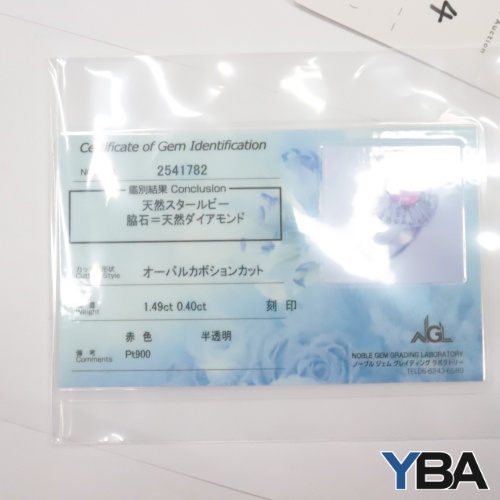 4
Auction
Certificate of Gem Identification
2541782
鑑別結果 Conclusion
天然スタールビー
脇石=天然ダイアモンド
オーバルカボションカット
Style
Weight 1.49ct 0.40ct 刻印
赤色 半透明
備考 Pt900
Comments
NGL
NOBLE GEM GRADING LABORATORY
ノーブル ジェム グレイディング ラボラトリー
YBA